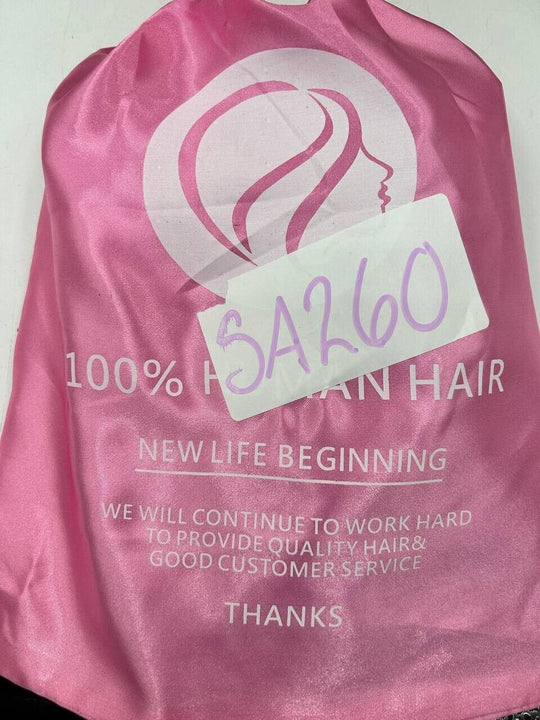 SA260
100% HUMAN HAIR
NEW LIFE BEGINNING
WE WILL CONTINUE TO WORK HARD
TO PROVIDE QUALITY HAIR&
GOOD CUSTOMER SERVICE
THANKS